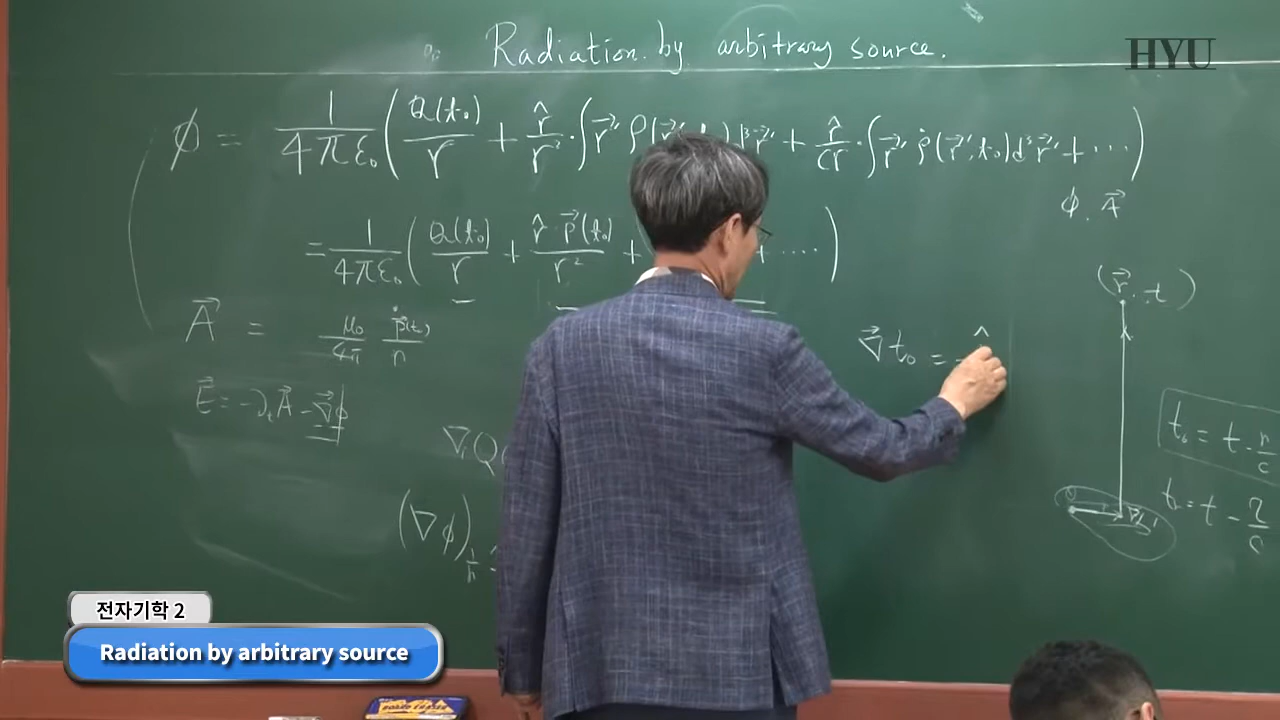 Radiation by arbitrary source.
HYU
φ = 1/4πε₀ ( Q(t₀)/r + r̂/r² · ∫ r⃗' ρ(r⃗', t₀) d³r⃗' + r̂/cr · ∫ r⃗' ρ̇(r⃗', t₀) d³r⃗' + ⋯ )
φ, A⃗
= 1/4πε₀ ( Q(t₀)/r + r̂·p⃗(t₀)/r² + + ⋯ )
(r⃗, t)
A⃗ = μ₀/4π ṗ⃗(t₀)/r
∇⃗t₀ = -
E⃗ = -∂ₜA⃗ - ∇⃗φ
t₀ = t - r/c
∇Q
(∇φ)
tᵣ = t - η/c
전자기학 2
Radiation by arbitrary source